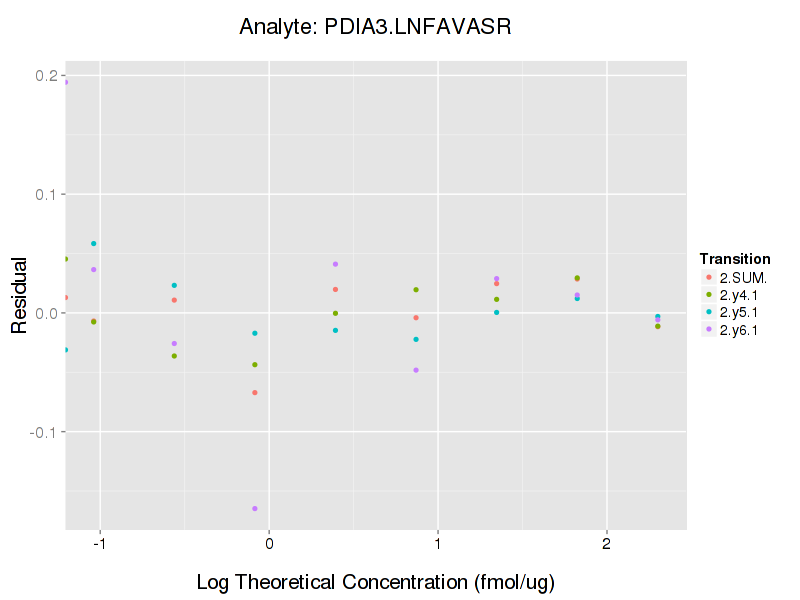 Analyte: PDIA3.LNFAVASR
0.2
0.1
0.0
-0.1
Residual
-1 0 1 2
Log Theoretical Concentration (fmol/ug)
Transition
2.SUM.
2.y4.1
2.y5.1
2.y6.1